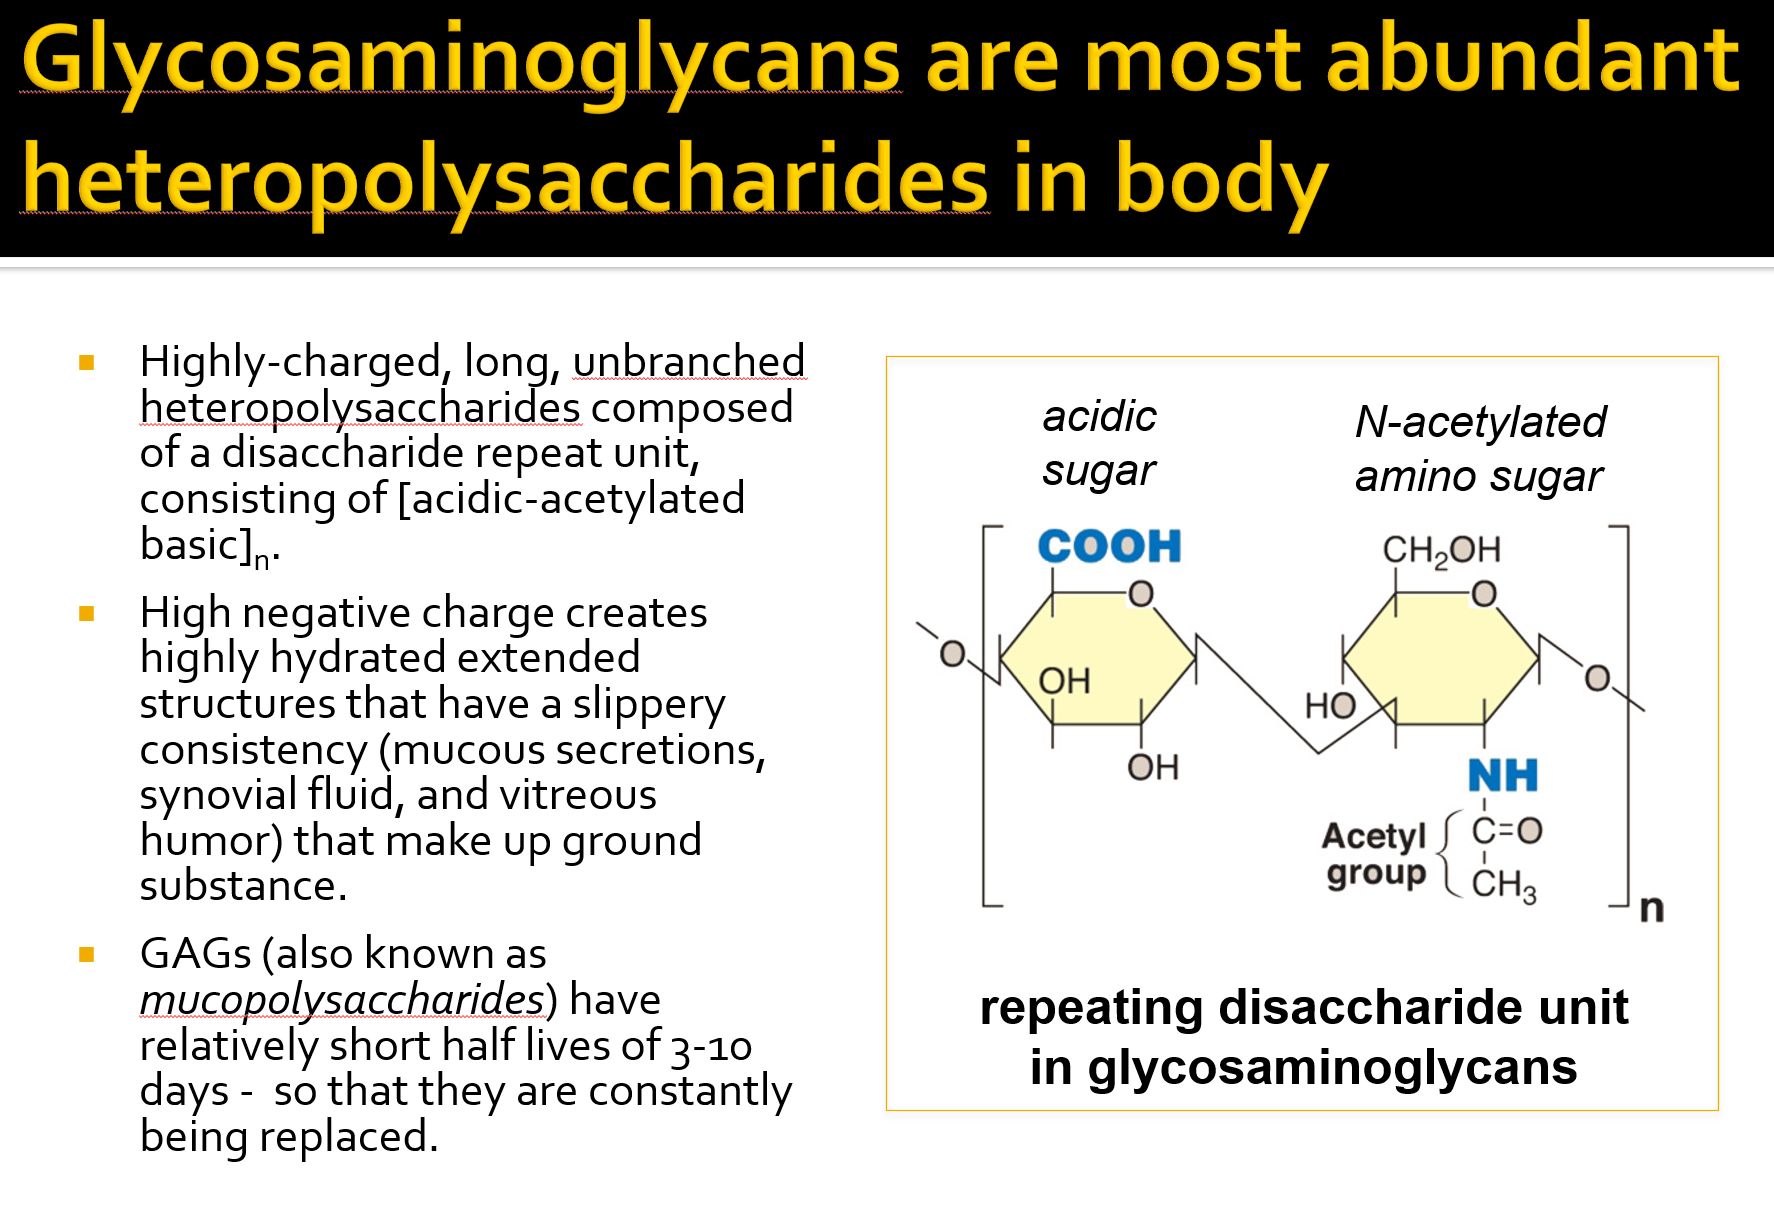 Glycosaminoglycans are most abundant
heteropolysaccharides in body
Highly-charged, long, unbranched
heteropolysaccharides composed
of a disaccharide repeat unit,
consisting of [acidic-acetylated
basic]n.
High negative charge creates
highly hydrated extended
structures that have a slippery
consistency (mucous secretions,
synovial fluid, and vitreous
humor) that make up ground
substance.
GAGs (also known as
mucopolysaccharides) have
relatively short half lives of 3-10
days -  so that they are constantly
being replaced.
acidic
sugar
N-acetylated
amino sugar
COOH
CH2OH
O
O
O
OH
HO
O
OH
NH
Acetyl
group
C=O
CH3
n
repeating disaccharide unit
in glycosaminoglycans